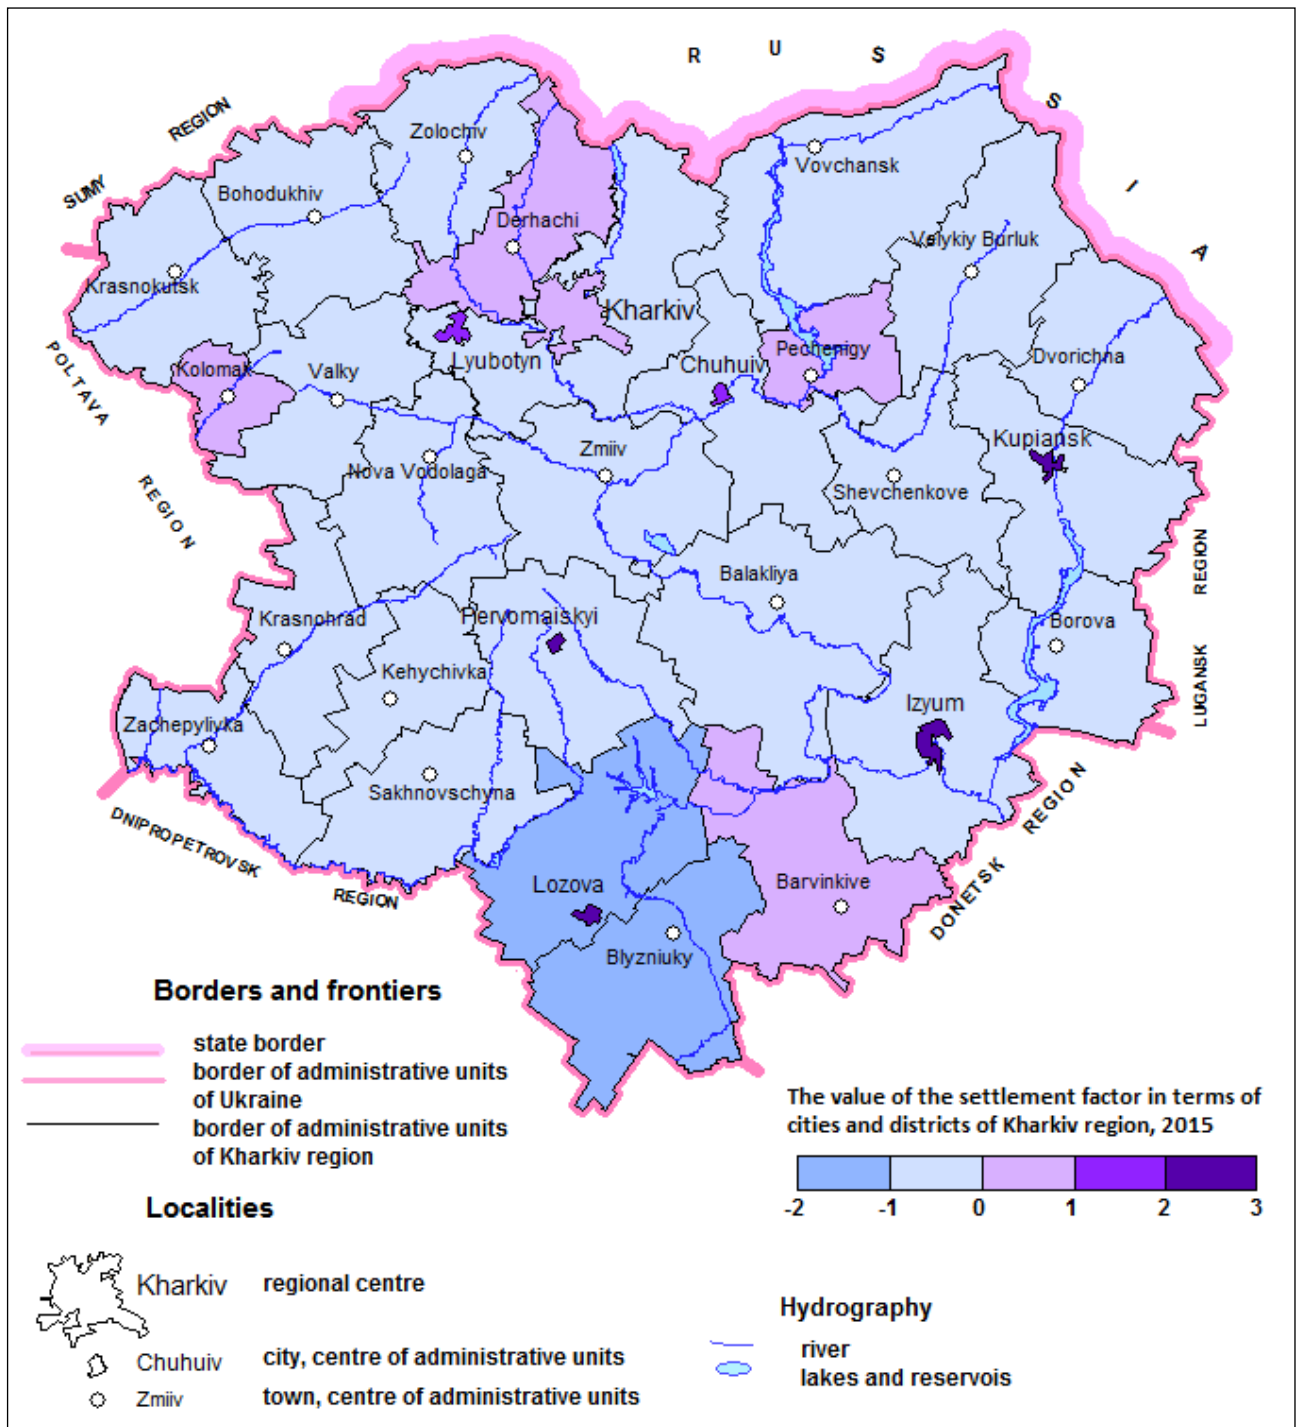 R U S S I A
SUMY REGION
Zolochiv
Vovchansk
Bohodukhiv
Derhachi
Velykiy Burluk
Krasnokutsk
Kharkiv
POLTAVA REGION
Kolomak
Valky
Lyubotyn
Chuhuiv
Pechenigy
Dvorichna
Nova Vodolaga
Zmiiv
Kupiansk
Shevchenkove
LUGANSK REGION
Balakliya
Krasnohrad
Pervomaiskyi
Borova
Kehychivka
Izyum
Zachepylivka
Sakhnovschyna
DNIPROPETROVSK REGION
Lozova
Barvinkive
DONETSK REGION
Blyzniuky
Borders and frontiers
state border
border of administrative units
of Ukraine
border of administrative units
of Kharkiv region
The value of the settlement factor in terms of
cities and districts of Kharkiv region, 2015
-2 -1 0 1 2 3
Localities
Kharkiv regional centre
Chuhuiv city, centre of administrative units
Zmiiv town, centre of administrative units
Hydrography
river
lakes and reservois